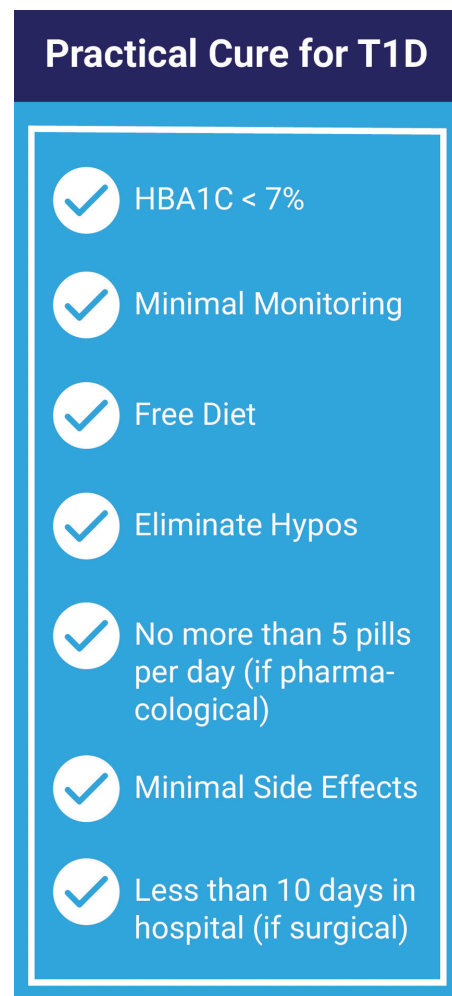 Practical Cure for T1D
HBA1C < 7%
Minimal Monitoring
Free Diet
Eliminate Hypos
No more than 5 pills
per day (if pharma-
cological)
Minimal Side Effects
Less than 10 days in
hospital (if surgical)